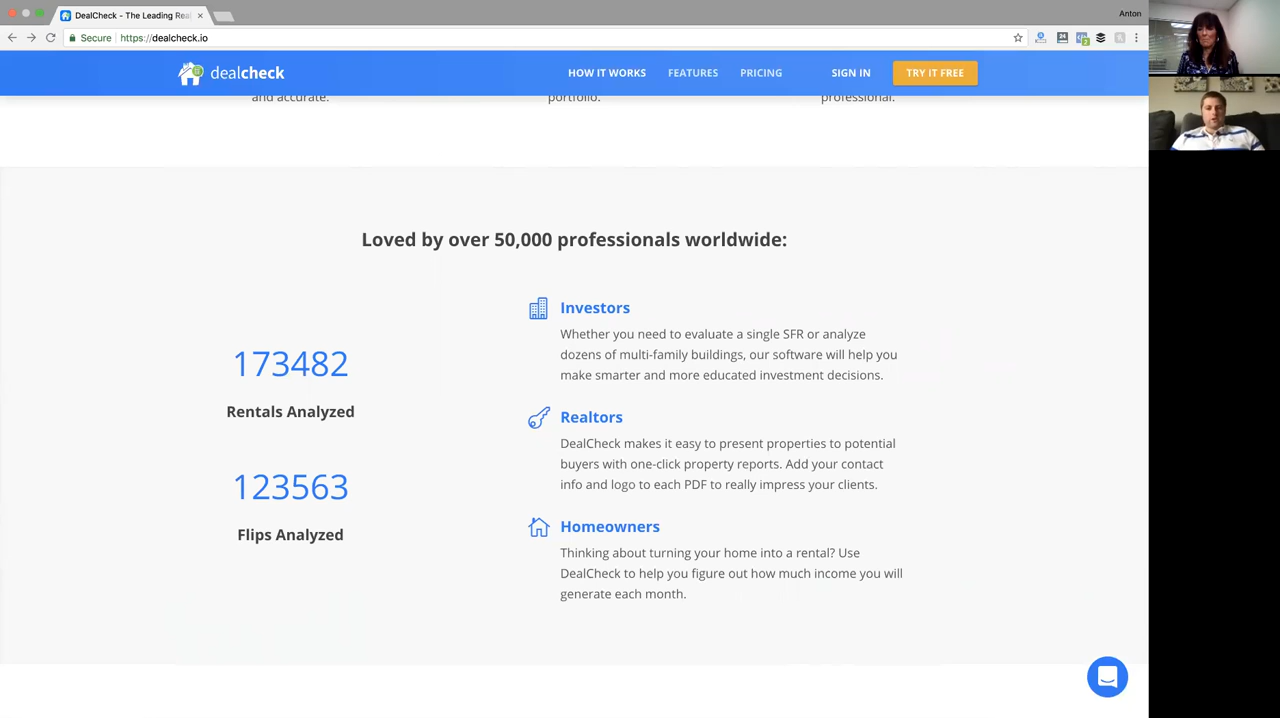 DealCheck - The Leading Rea
Anton
Secure https://dealcheck.io
dealcheck
HOW IT WORKS FEATURES PRICING SIGN IN TRY IT FREE
and accurate. portfolio. professional.
Loved by over 50,000 professionals worldwide:
173482
Rentals Analyzed
123563
Flips Analyzed
Investors
Whether you need to evaluate a single SFR or analyze
dozens of multi-family buildings, our software will help you
make smarter and more educated investment decisions.
Realtors
DealCheck makes it easy to present properties to potential
buyers with one-click property reports. Add your contact
info and logo to each PDF to really impress your clients.
Homeowners
Thinking about turning your home into a rental? Use
DealCheck to help you figure out how much income you will
generate each month.